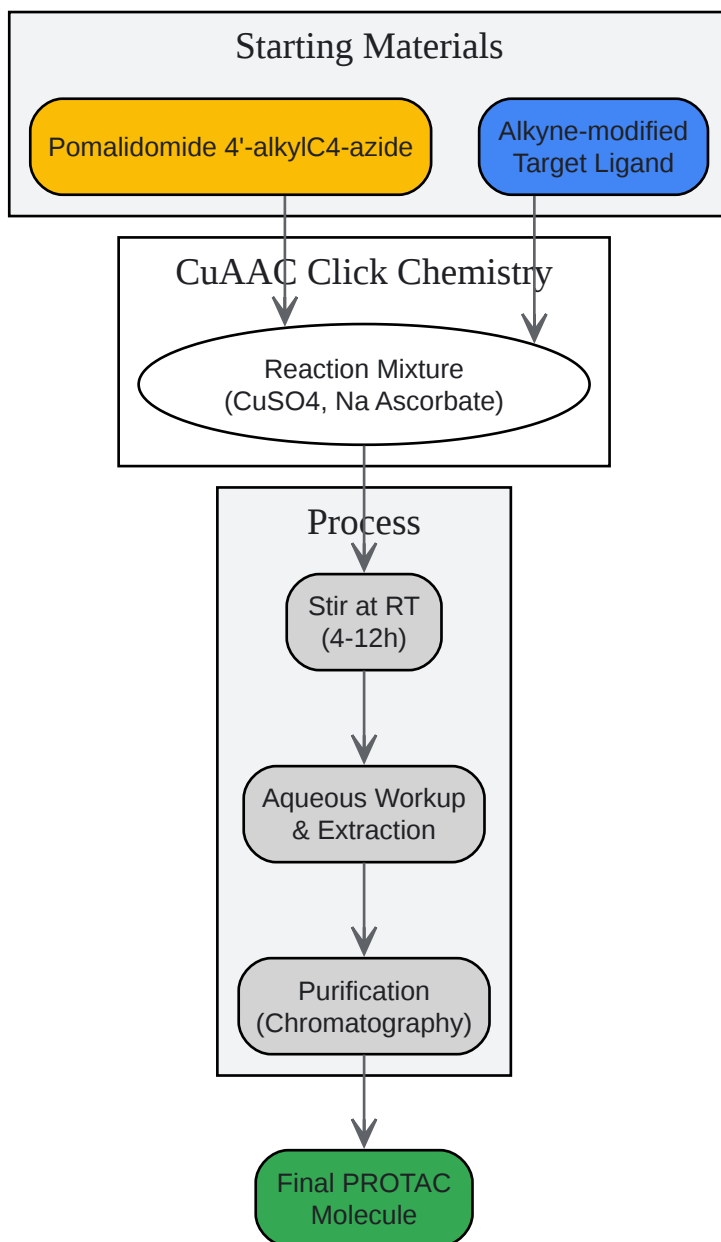 Starting Materials
Pomalidomide 4'-alkylC4-azide
Alkyne-modified
Target Ligand
CuAAC Click Chemistry
Reaction Mixture
(CuSO4, Na Ascorbate)
Process
Stir at RT
(4-12h)
Aqueous Workup
& Extraction
Purification
(Chromatography)
Final PROTAC
Molecule